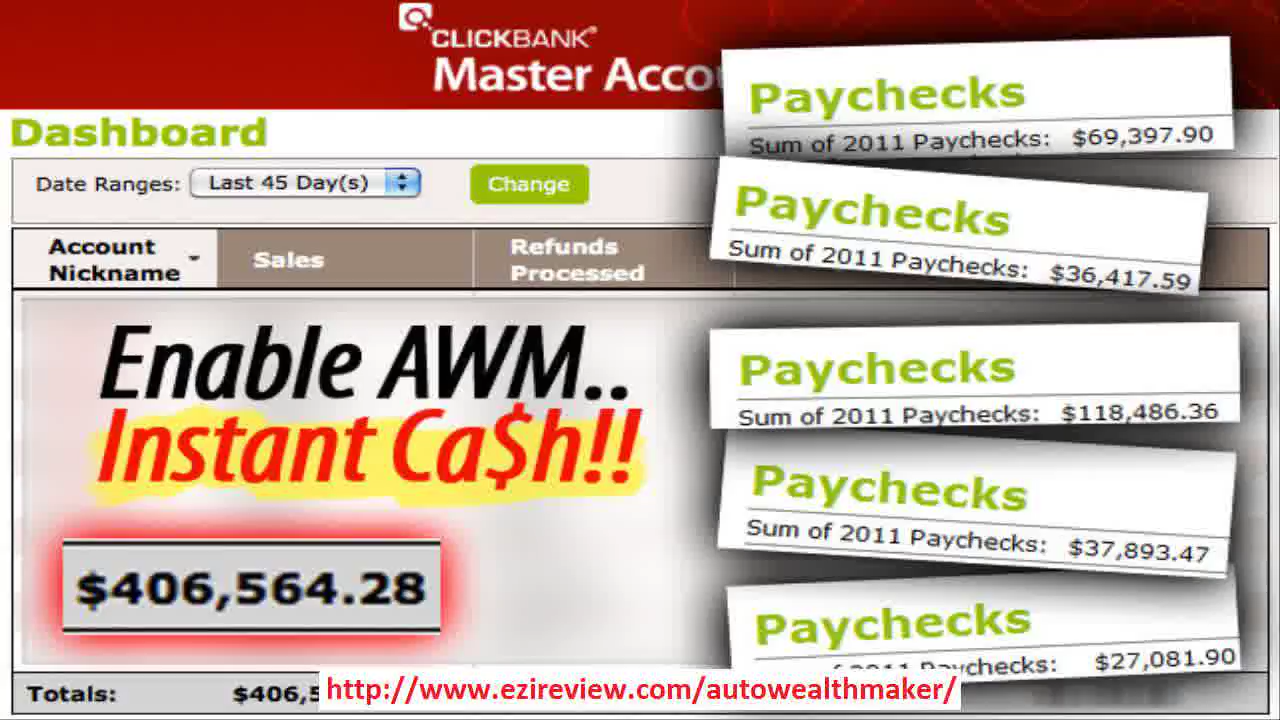 CLICKBANK®
Master Acco
Dashboard
Date Ranges: Last 45 Day(s) Change
Account Nickname
Sales
Refunds Processed
Enable AWM..
Instant Ca$h!!
$406,564.28
Totals: $406,5
http://www.ezireview.com/autowealthmaker/
Paychecks
Sum of 2011 Paychecks: $69,397.90
Paychecks
Sum of 2011 Paychecks: $36,417.59
Paychecks
Sum of 2011 Paychecks: $118,486.36
Paychecks
Sum of 2011 Paychecks: $37,893.47
Paychecks
of 2011 Paychecks: $27,081.90